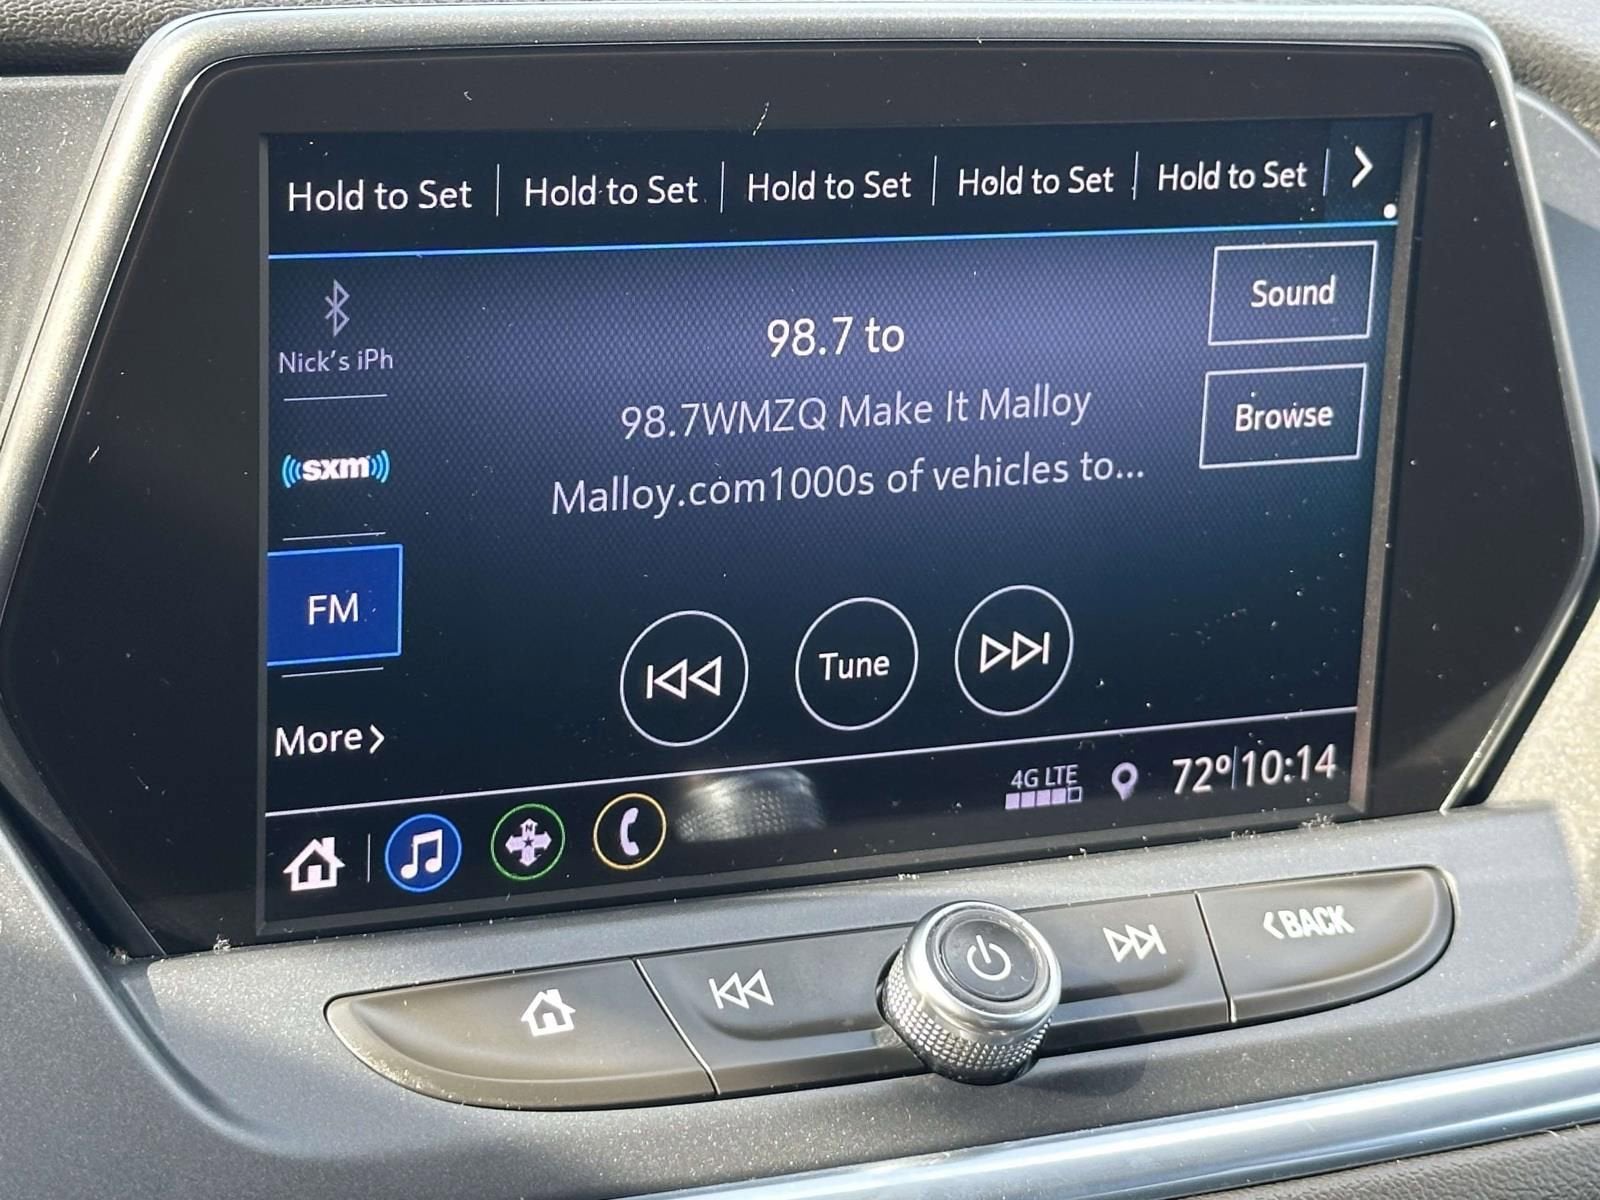 Hold to Set Hold to Set Hold to Set Hold to Set Hold to Set
Nick's iPh
sxm
FM
More
98.7 to
98.7WMZQ Make It Malloy
Malloy.com1000s of vehicles to...
Sound
Browse
Tune
4G LTE
72° 10:14
N
BACK